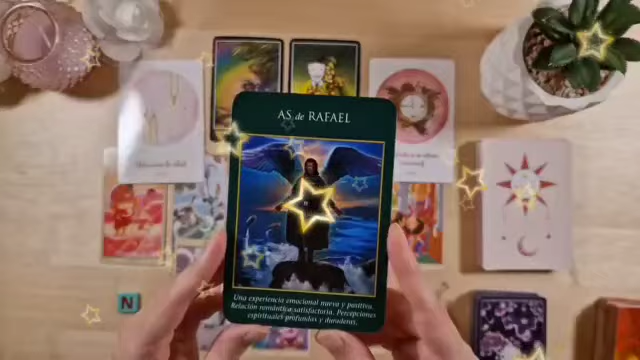 AS de RAFAEL
Una experiencia emocional nueva y positiva.
Relación romántica satisfactoria. Percepciones
espirituales profundas y duraderas.
N